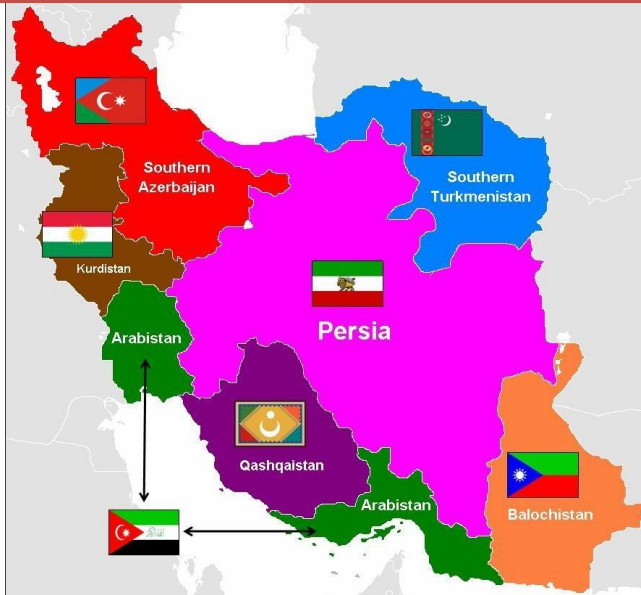 Southern
Azerbaijan
Southern
Turkmenistan
Kurdistan
Persia
Arabistan
Qashqaistan
Arabistan
Balochistan